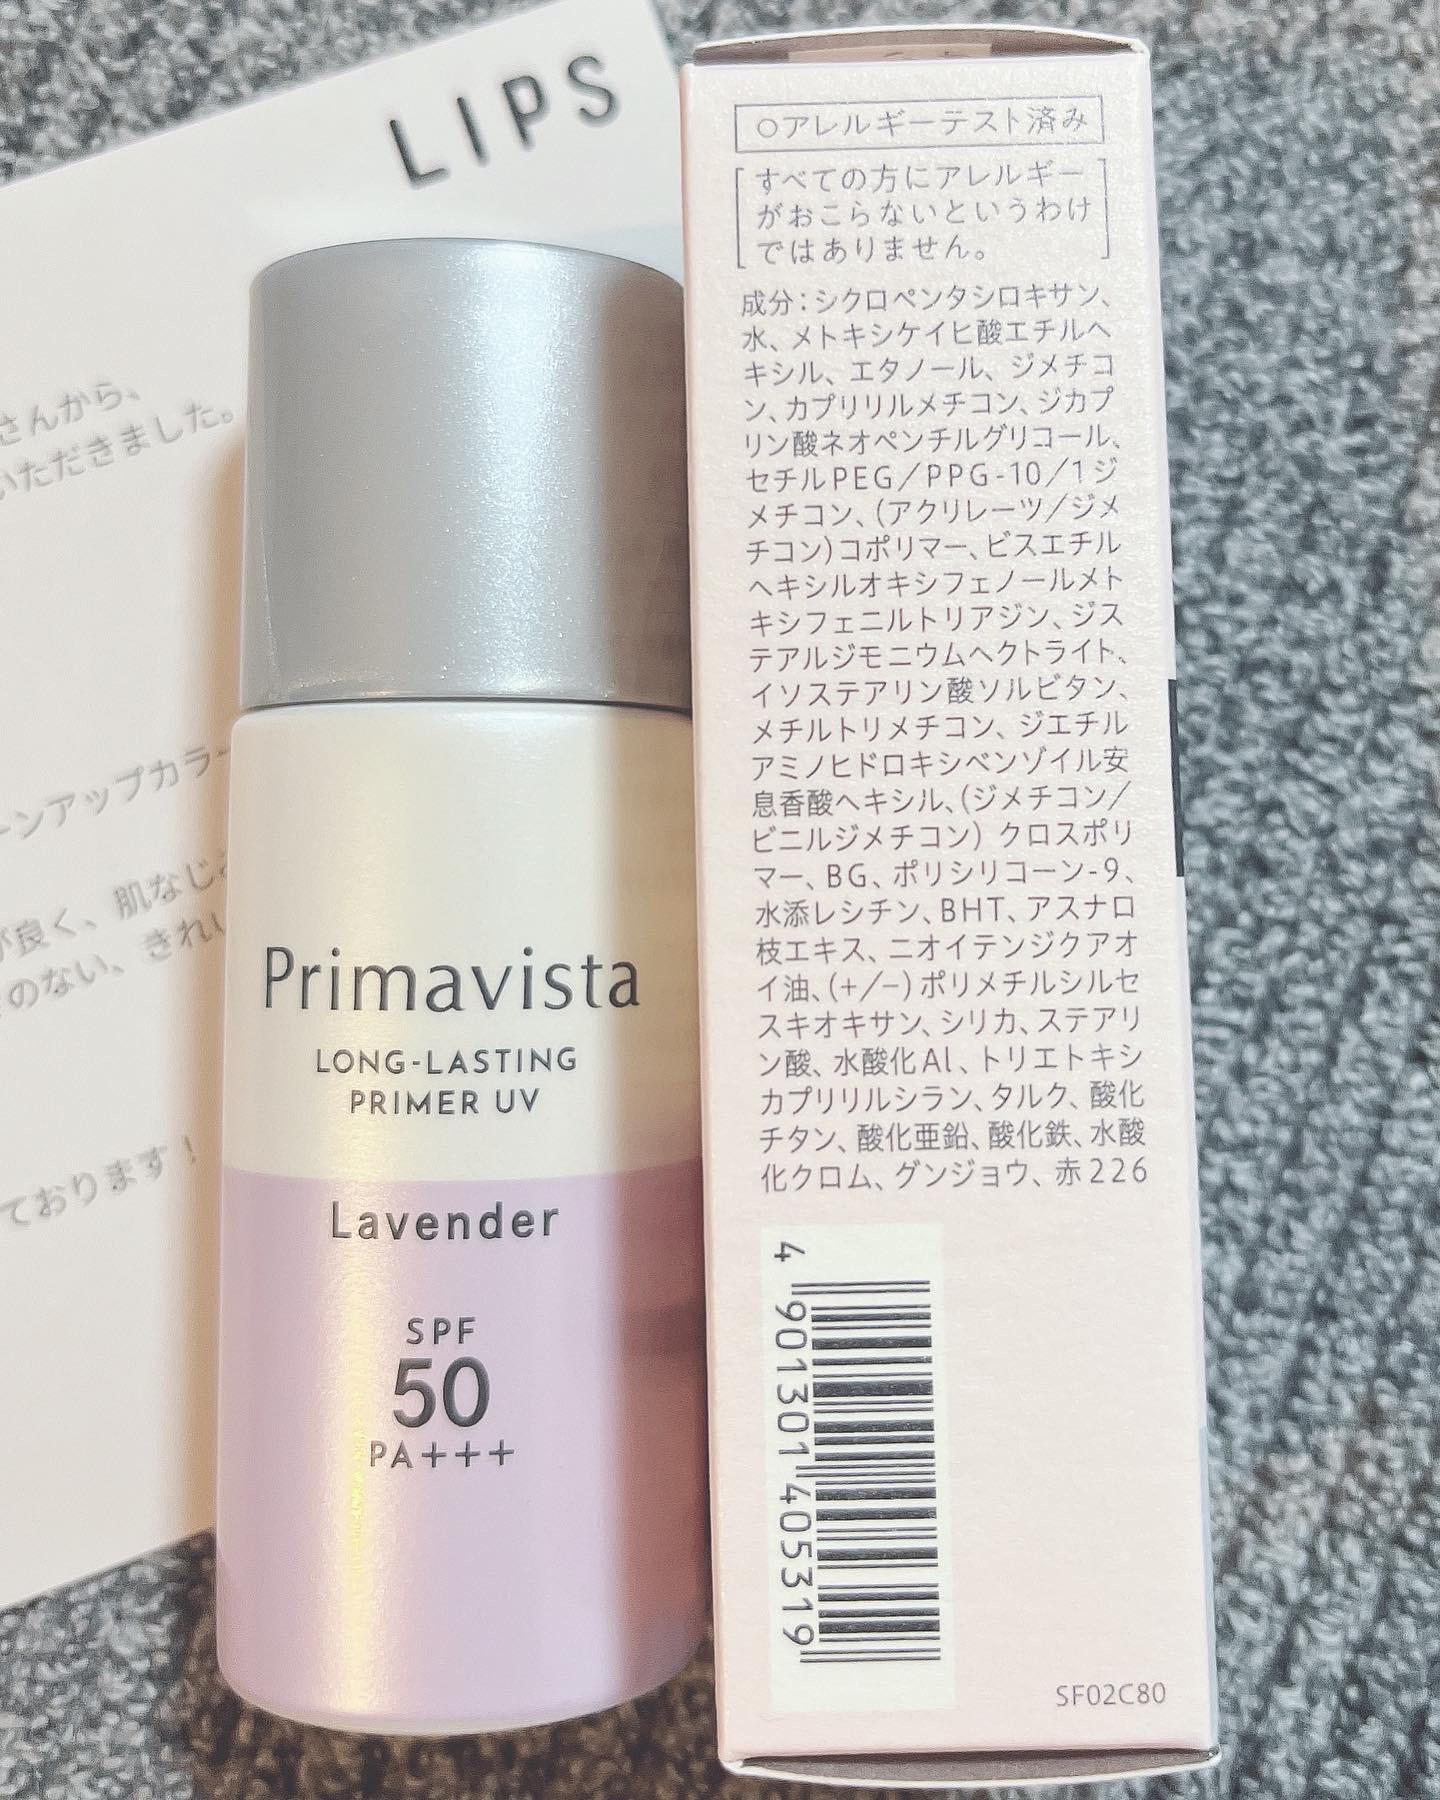 LIPS
さんから、
いただきました。
ーンアップカラー
が良く、肌なじみ
のない、きれい
ております！
Primavista
LONG-LASTING
PRIMER UV
Lavender
SPF
50
PA+++
○アレルギーテスト済み
すべての方にアレルギー
がおこらないというわけ
ではありません。
成分：シクロペンタシロキサン、
水、メトキシケイヒ酸エチルヘ
キシル、エタノール、ジメチコ
ン、カプリリルメチコン、ジカプ
リン酸ネオペンチルグリコール、
セチルPEG/PPG-10/1ジ
メチコン、(アクリレーツ/ジメ
チコン)コポリマー、ビスエチル
ヘキシルオキシフェノールメト
キシフェニルトリアジン、ジス
テアルジモニウムヘクトライト、
イソステアリン酸ソルビタン、
メチルトリメチコン、ジエチル
アミノヒドロキシベンゾイル安
息香酸ヘキシル、(ジメチコン/
ビニルジメチコン)クロスポリ
マー、BG、ポリシリコーン-9、
水添レシチン、BHT、アスナロ
枝エキス、ニオイテンジクアオ
イ油、(+/-)ポリメチルシルセ
スキオキサン、シリカ、ステアリ
ン酸、水酸化Al、トリエトキシ
カプリリルシラン、タルク、酸化
チタン、酸化亜鉛、酸化鉄、水酸
化クロム、グンジョウ、赤226
4 901301 405319
SF02C80